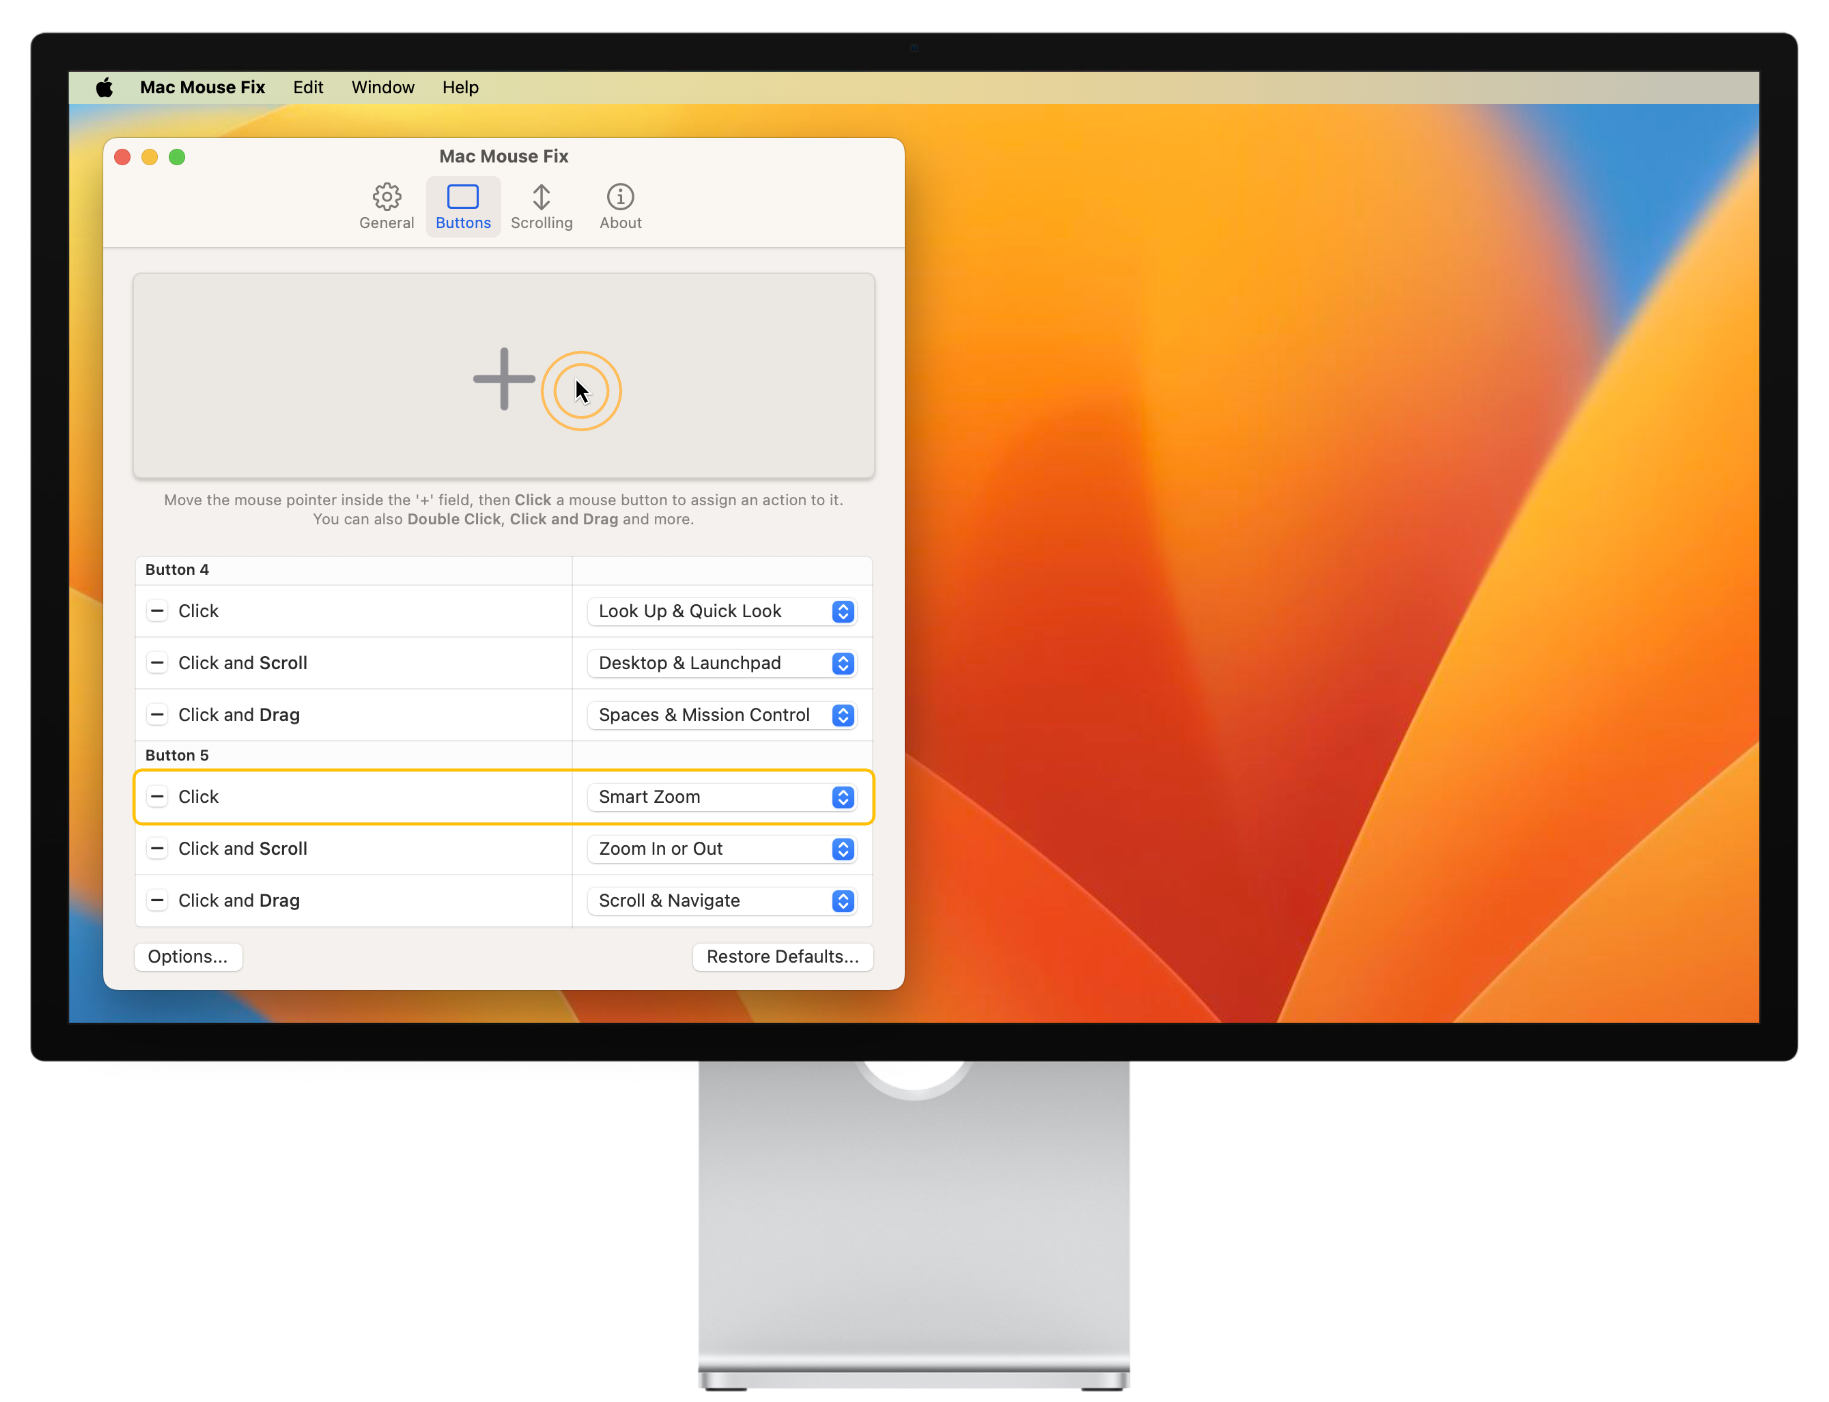 Mac Mouse Fix Edit Window Help
Mac Mouse Fix
General Buttons Scrolling About
Move the mouse pointer inside the '+' field, then Click a mouse button to assign an action to it.
You can also Double Click, Click and Drag and more.
Button 4
Click Look Up & Quick Look
Click and Scroll Desktop & Launchpad
Click and Drag Spaces & Mission Control
Button 5
Click Smart Zoom
Click and Scroll Zoom In or Out
Click and Drag Scroll & Navigate
Options... Restore Defaults...